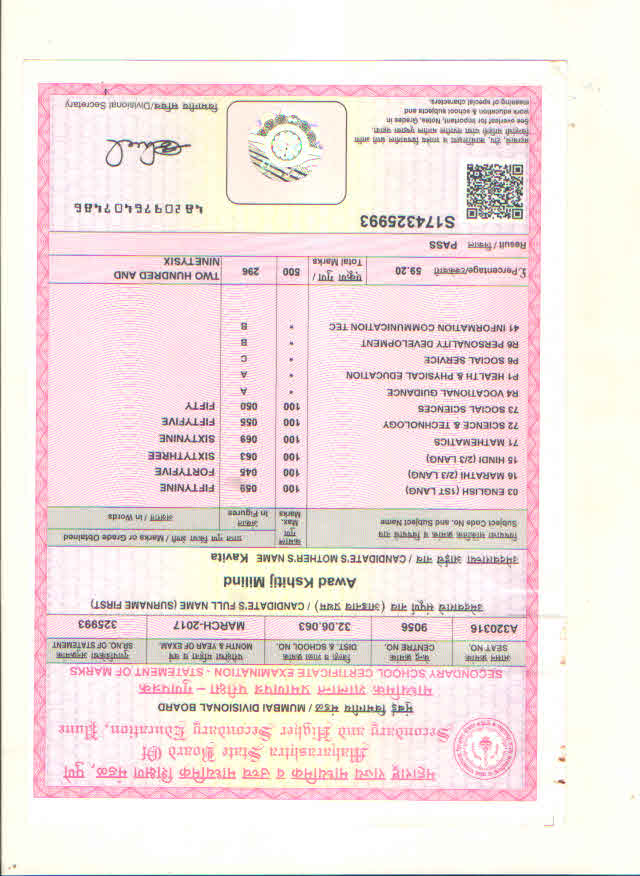 महाराष्ट्र राज्य माध्यमिक व उच्च माध्यमिक शिक्षण मंडळ, पुणे
Maharashtra State Board Of
Secondary and Higher Secondary Education, Pune
मुंबई विभागीय मंडळ / MUMBAI DIVISIONAL BOARD
माध्यमिक शालान्त प्रमाणपत्र परीक्षा - गुणपत्रक
SECONDARY SCHOOL CERTIFICATE EXAMINATION - STATEMENT OF MARKS
आसन क्रमांक केंद्र क्रमांक जिल्हा व शाळा क्रमांक परीक्षेचा महिना व वर्ष गुणपत्रिकेचा अनुक्रमांक
SEAT NO. CENTRE NO. DIST. & SCHOOL NO. MONTH & YEAR OF EXAM. SR.NO. OF STATEMENT
A320316 9056 32.06.063 MARCH-2017 325993
उमेदवाराचे संपूर्ण नाव (आडनाव प्रथम) / CANDIDATE'S FULL NAME (SURNAME FIRST)
Awad Kshitij Milind
उमेदवाराच्या आईचे नाव / CANDIDATE'S MOTHER'S NAME Kavita
विषयाचा सांकेतिक क्रमांक व विषयाचे नाव कमाल गुण प्राप्त गुण किंवा श्रेणी / Marks or Grade Obtained
Subject Code No. and Subject Name Max. Marks अंकात In Figures अक्षरात / In Words
03 ENGLISH (1ST LANG) 100 059 FIFTYNINE
16 MARATHI (2/3 LANG) 100 045 FORTYFIVE
15 HINDI (2/3 LANG) 100 063 SIXTYTHREE
71 MATHEMATICS 100 069 SIXTYNINE
72 SCIENCE & TECHNOLOGY 100 055 FIFTYFIVE
73 SOCIAL SCIENCES 100 050 FIFTY
R4 VOCATIONAL GUIDANCE * A
P1 HEALTH & PHYSICAL EDUCATION * A
P8 SOCIAL SERVICE * C
R6 PERSONALITY DEVELOPMENT * B
41 INFORMATION COMMUNICATION TEC * B
£ Percentage/टक्केवारी 59.20 एकूण गुण / Total Marks 500 296 TWO HUNDRED AND NINETYSIX
Result / निकाल PASS
S174325993
4820976407486
See overleaf for important, Notes, Grades in
work education & school subjects and
meaning of special characters.
विभागीय सचिव/Divisional Secretary